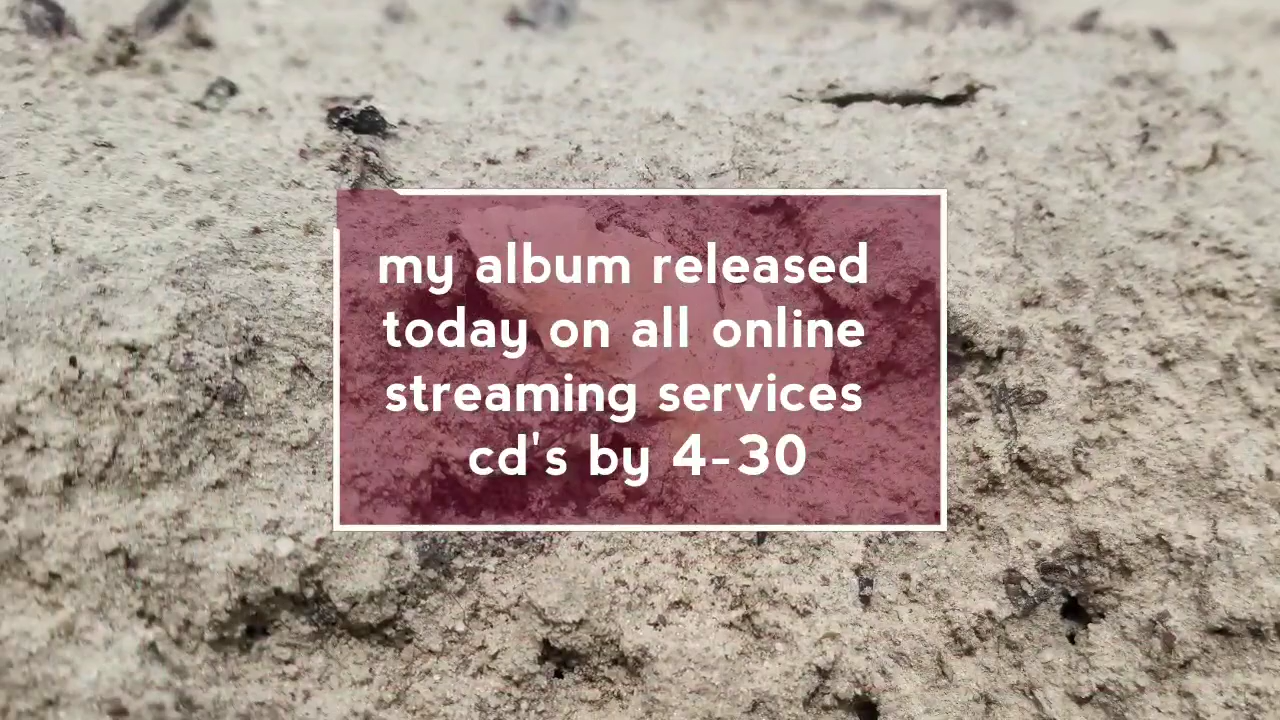 my album released
today on all online
streaming services
cd's by 4-30